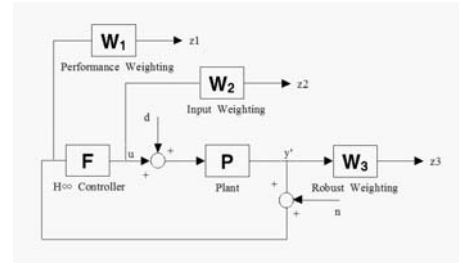 W₁
z1
Performance Weighting
W₂
z2
Input Weighting
d
+
F
u
+
P
y'
W₃
z3
H∞ Controller
Plant
+
Robust Weighting
+
n